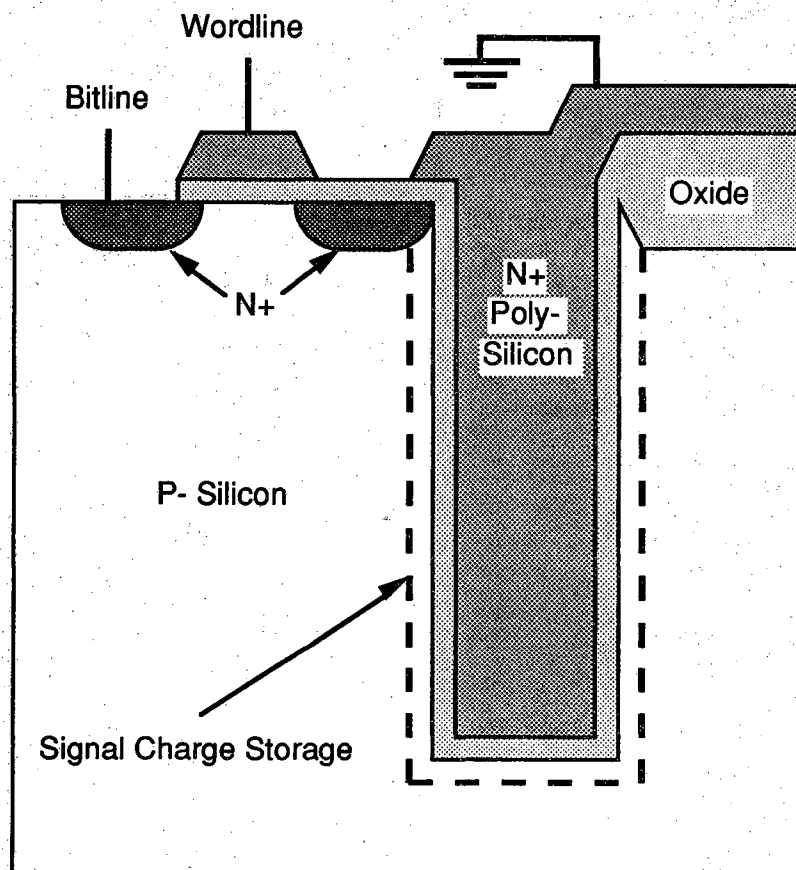 Wordline
Bitline
Oxide
N+
N+
Poly-
Silicon
P- Silicon
Signal Charge Storage